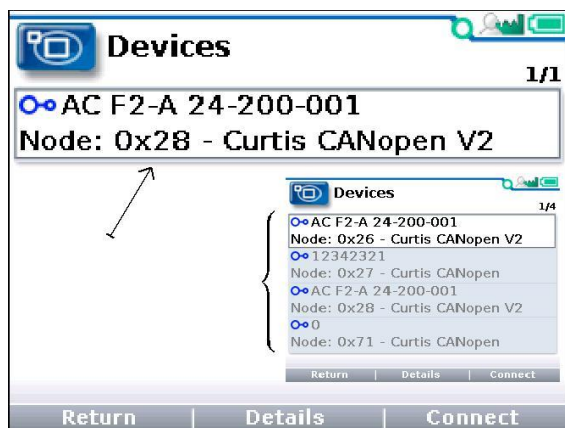 Devices
1/1
AC F2-A 24-200-001
Node: 0x28 - Curtis CANopen V2
Devices
1/4
AC F2-A 24-200-001
Node: 0x26 - Curtis CANopen V2
12342321
Node: 0x27 - Curtis CANopen
AC F2-A 24-200-001
Node: 0x28 - Curtis CANopen V2
0
Node: 0x71 - Curtis CANopen
Return | Details | Connect
Return | Details | Connect